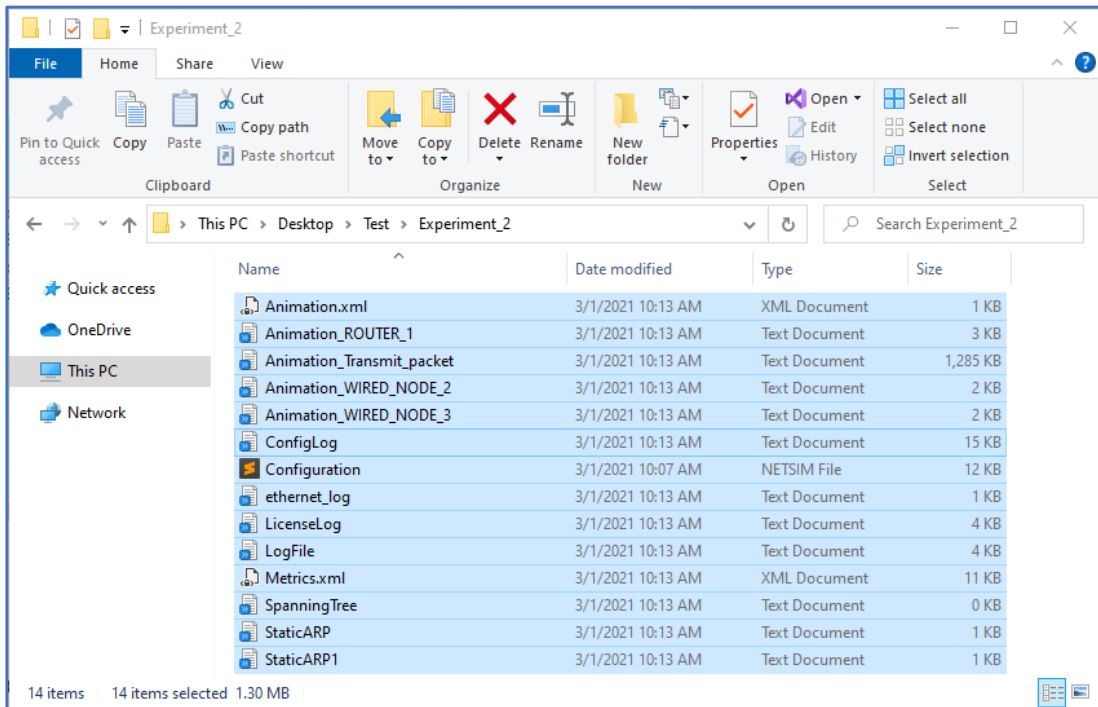 Experiment_2
File Home Share View
Pin to Quick access
Copy
Paste
Cut
Copy path
Paste shortcut
Clipboard
Move to
Copy to
Delete
Rename
Organize
New folder
New
Properties
Open
Edit
History
Open
Select all
Select none
Invert selection
Select
This PC > Desktop > Test > Experiment_2
Search Experiment_2
Quick access
OneDrive
This PC
Network
Name Date modified Type Size
Animation.xml 3/1/2021 10:13 AM XML Document 1 KB
Animation_ROUTER_1 3/1/2021 10:13 AM Text Document 3 KB
Animation_Transmit_packet 3/1/2021 10:13 AM Text Document 1,285 KB
Animation_WIRED_NODE_2 3/1/2021 10:13 AM Text Document 2 KB
Animation_WIRED_NODE_3 3/1/2021 10:13 AM Text Document 2 KB
ConfigLog 3/1/2021 10:13 AM Text Document 15 KB
Configuration 3/1/2021 10:07 AM NETSIM File 12 KB
ethernet_log 3/1/2021 10:13 AM Text Document 1 KB
LicenseLog 3/1/2021 10:13 AM Text Document 4 KB
LogFile 3/1/2021 10:13 AM Text Document 4 KB
Metrics.xml 3/1/2021 10:13 AM XML Document 11 KB
SpanningTree 3/1/2021 10:13 AM Text Document 0 KB
StaticARP 3/1/2021 10:13 AM Text Document 1 KB
StaticARP1 3/1/2021 10:13 AM Text Document 1 KB
14 items 14 items selected 1.30 MB